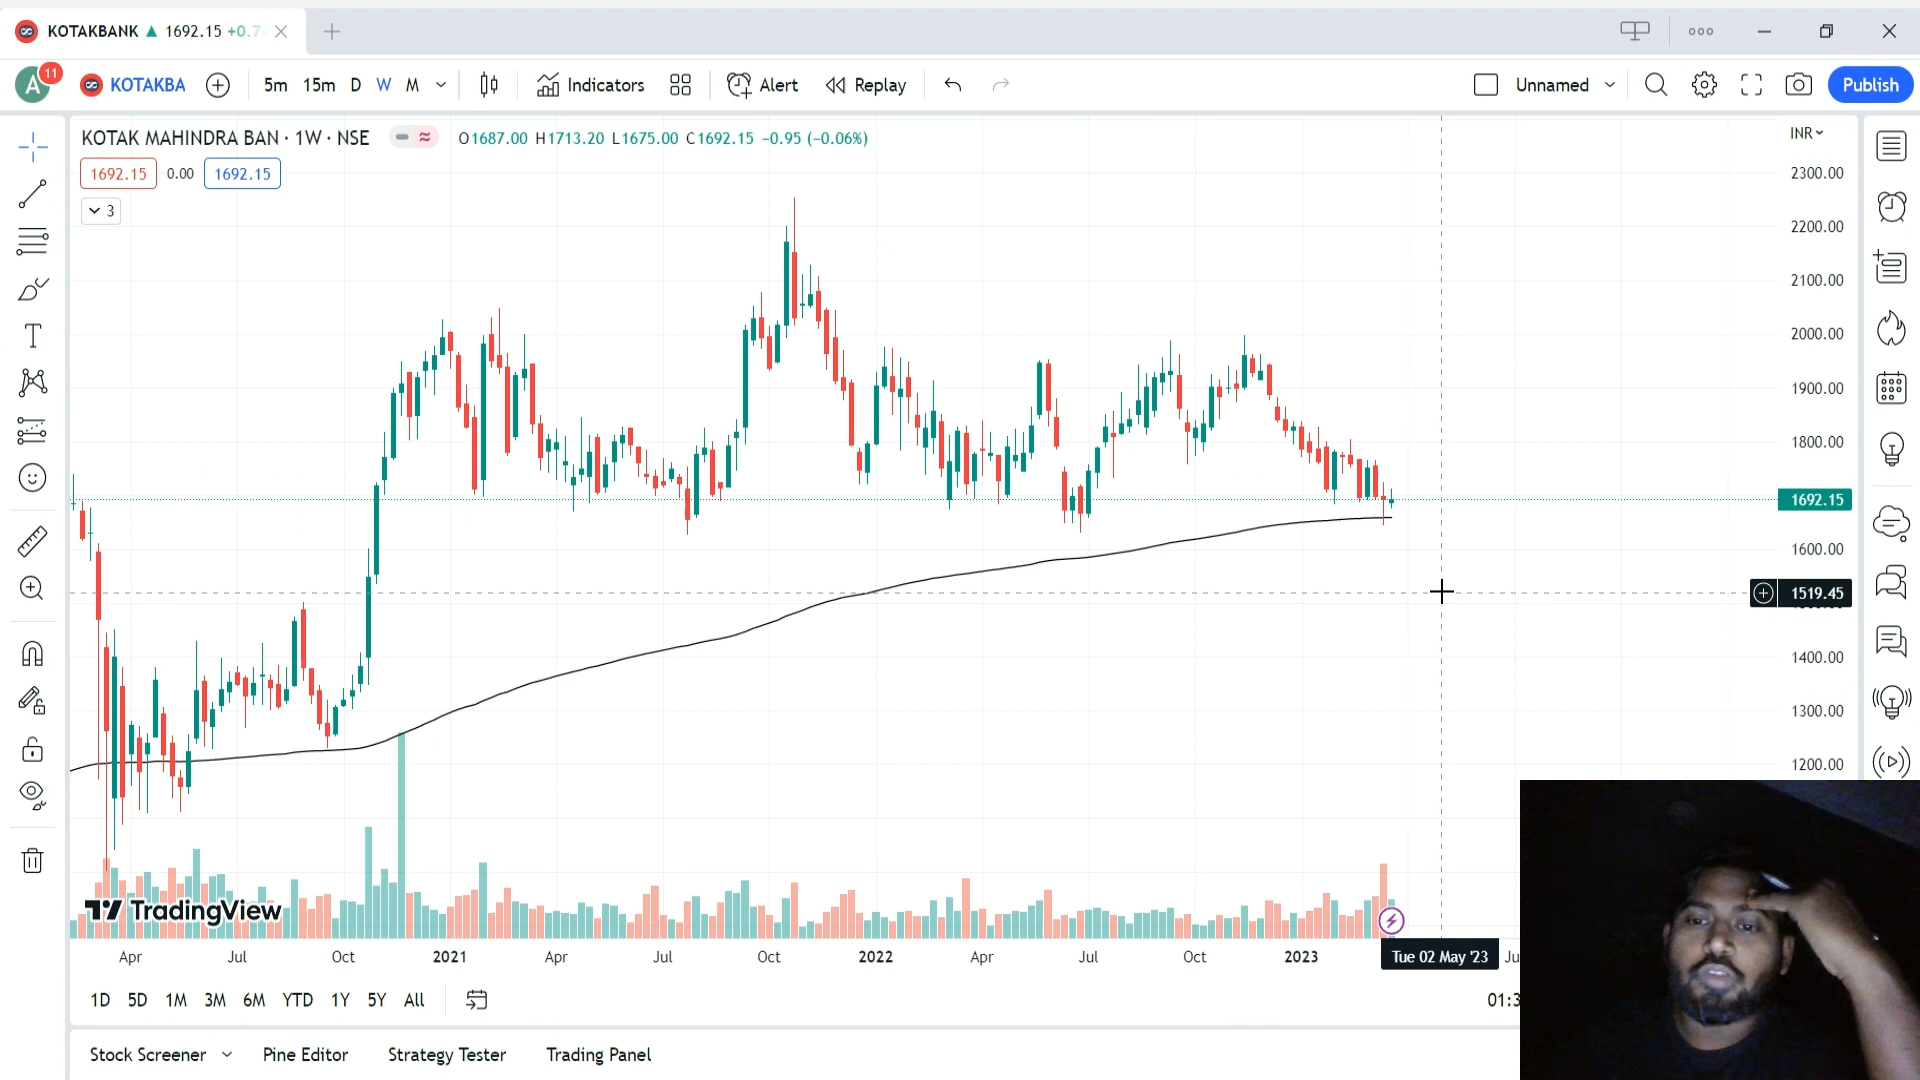 KOTAKBANK ▲ 1692.15 +0.7
A 11 KOTAKBA 5m 15m D W M Indicators Alert Replay Unnamed Publish
KOTAK MAHINDRA BAN · 1W · NSE O1687.00 H1713.20 L1675.00 C1692.15 −0.95 (−0.06%)
INR
1692.15 0.00 1692.15
3
2300.00
2200.00
2100.00
2000.00
1900.00
1800.00
1692.15
1600.00
1519.45
1400.00
1300.00
1200.00
TradingView
Apr Jul Oct 2021 Apr Jul Oct 2022 Apr Jul Oct 2023 Tue 02 May '23 Ju
1D 5D 1M 3M 6M YTD 1Y 5Y All 01:3
Stock Screener Pine Editor Strategy Tester Trading Panel